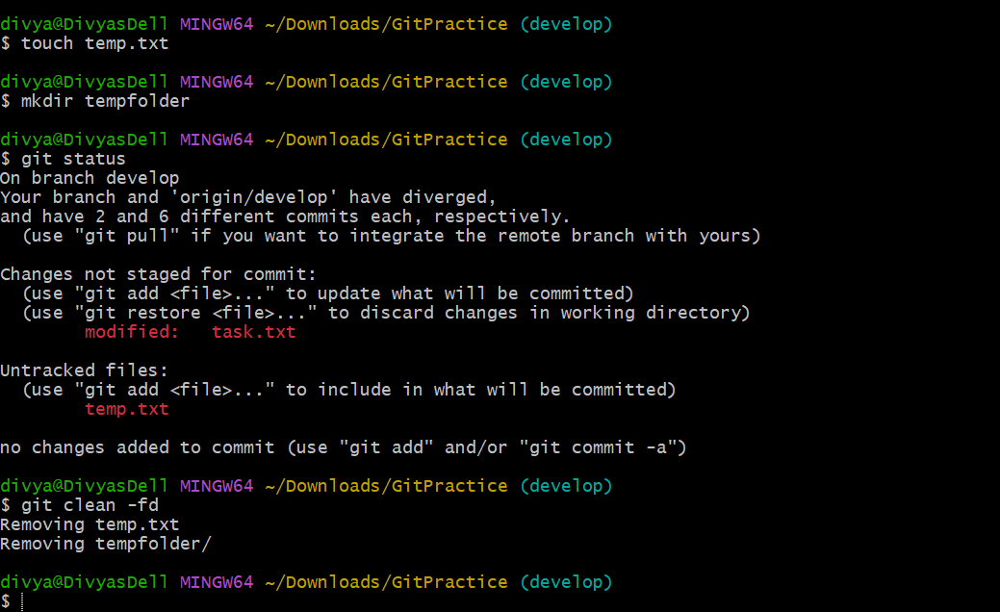 divya@DivyasDell MINGW64 ~/Downloads/GitPractice (develop)
$ touch temp.txt
divya@DivyasDell MINGW64 ~/Downloads/GitPractice (develop)
$ mkdir tempfolder
divya@DivyasDell MINGW64 ~/Downloads/GitPractice (develop)
$ git status
On branch develop
Your branch and 'origin/develop' have diverged,
and have 2 and 6 different commits each, respectively.
  (use "git pull" if you want to integrate the remote branch with yours)
Changes not staged for commit:
  (use "git add <file>..." to update what will be committed)
  (use "git restore <file>..." to discard changes in working directory)
        modified:   task.txt
Untracked files:
  (use "git add <file>..." to include in what will be committed)
        temp.txt
no changes added to commit (use "git add" and/or "git commit -a")
divya@DivyasDell MINGW64 ~/Downloads/GitPractice (develop)
$ git clean -fd
Removing temp.txt
Removing tempfolder/
divya@DivyasDell MINGW64 ~/Downloads/GitPractice (develop)
$